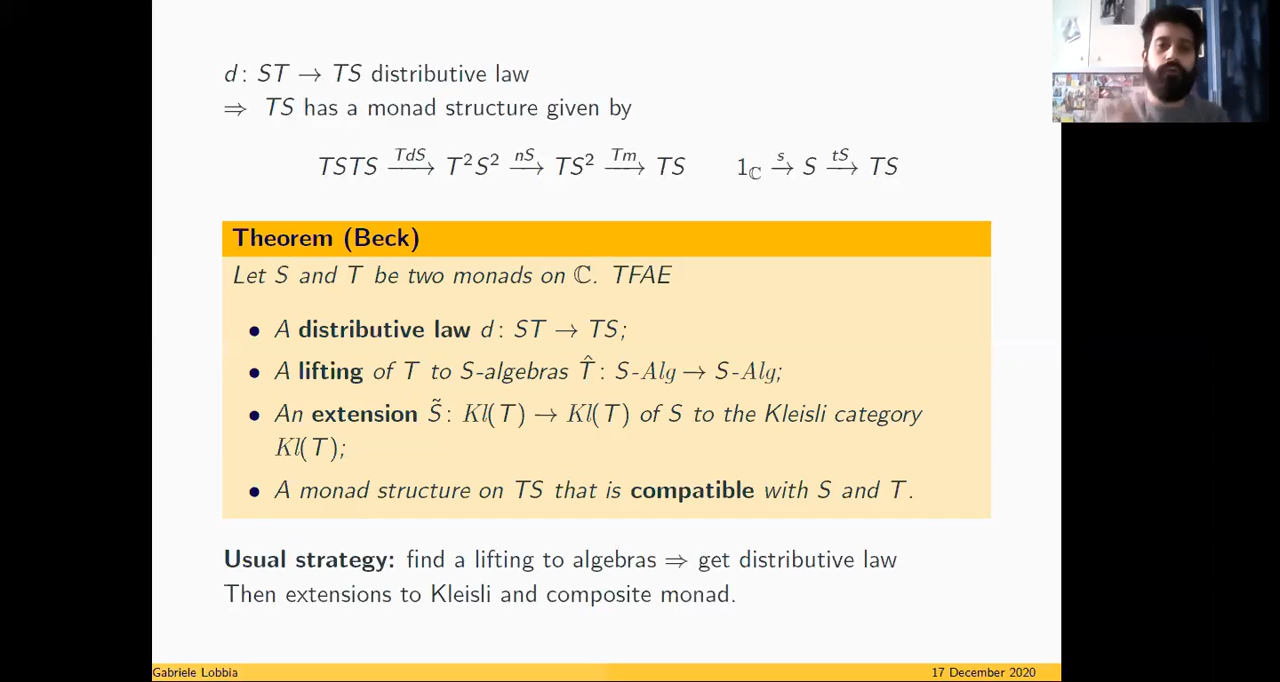 d: ST → TS distributive law
⇒ TS has a monad structure given by
TSTS —TdS→ T²S² —nS→ TS² —Tm→ TS 1_ℂ —s→ S —tS→ TS
Theorem (Beck)
Let S and T be two monads on ℂ. TFAE
• A distributive law d: ST → TS;
• A lifting of T to S-algebras T̂: S-Alg → S-Alg;
• An extension S̃: Kl(T) → Kl(T) of S to the Kleisli category
Kl(T);
• A monad structure on TS that is compatible with S and T.
Usual strategy: find a lifting to algebras ⇒ get distributive law
Then extensions to Kleisli and composite monad.
Gabriele Lobbia 17 December 2020